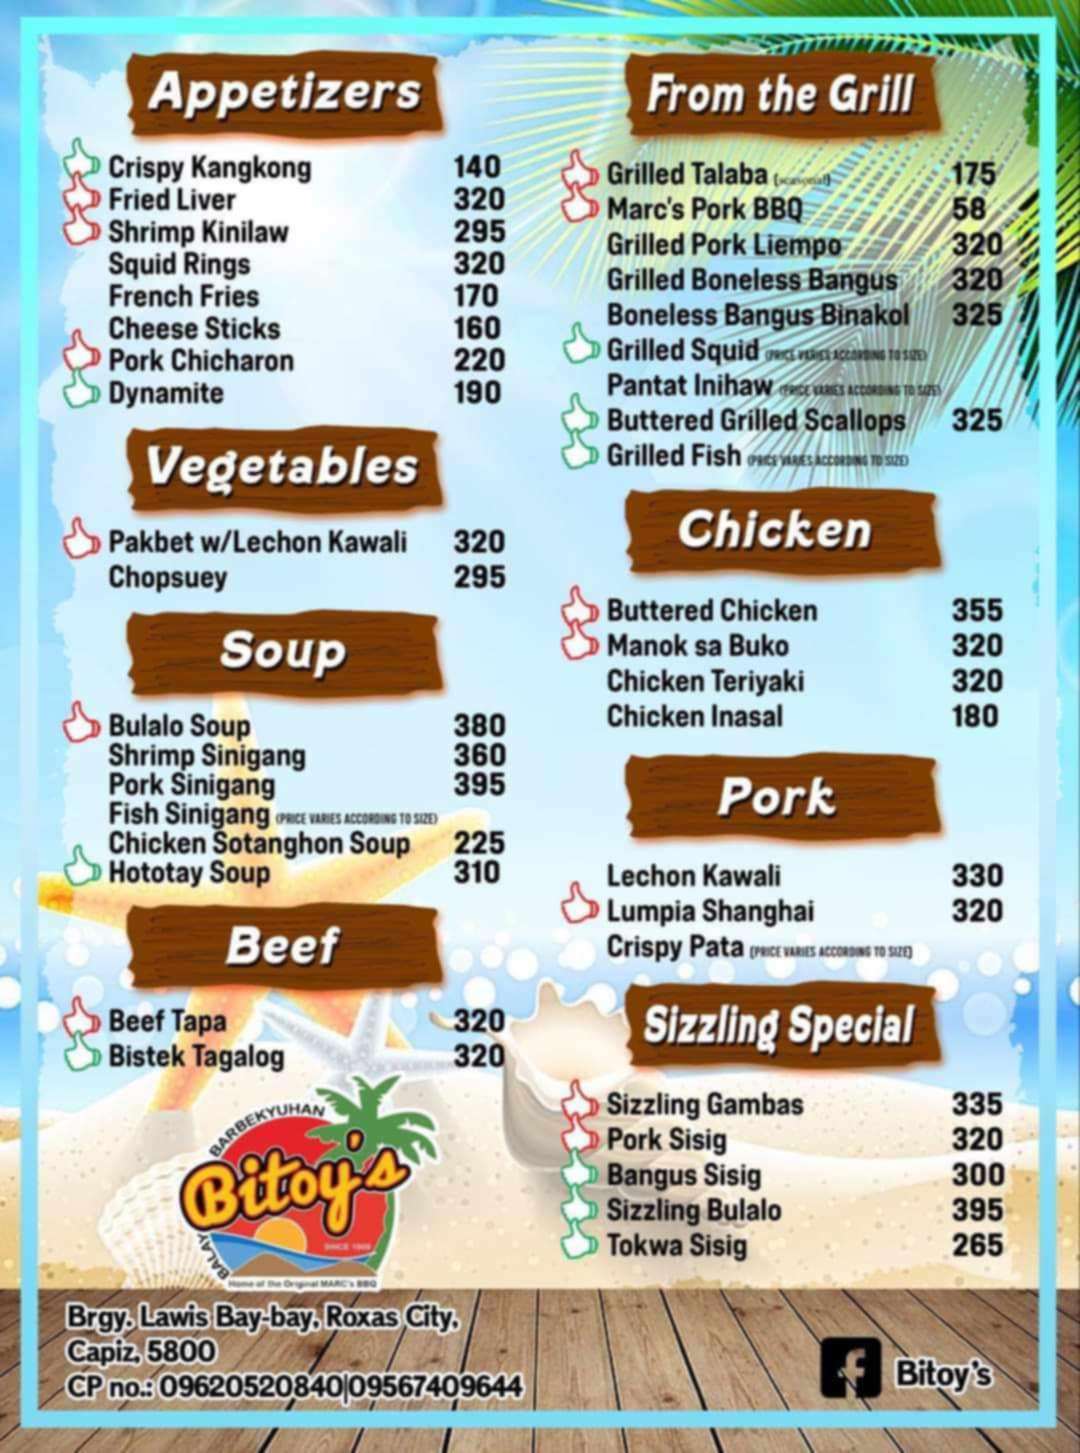 Appetizers
Crispy Kangkong 140
Fried Liver 320
Shrimp Kinilaw 295
Squid Rings 320
French Fries 170
Cheese Sticks 160
Pork Chicharon 220
Dynamite 190
Vegetables
Pakbet w/Lechon Kawali 320
Chopsuey 295
Soup
Bulalo Soup 380
Shrimp Sinigang 360
Pork Sinigang 395
Fish Sinigang (PRICE VARIES ACCORDING TO SIZE)
Chicken Sotanghon Soup 225
Hototay Soup 310
Beef
Beef Tapa 320
Bistek Tagalog 320
From the Grill
Grilled Talaba (seasonal) 175
Marc's Pork BBQ 58
Grilled Pork Liempo 320
Grilled Boneless Bangus 320
Boneless Bangus Binakol 325
Grilled Squid (PRICE VARIES ACCORDING TO SIZE)
Pantat Inihaw (PRICE VARIES ACCORDING TO SIZE)
Buttered Grilled Scallops 325
Grilled Fish (PRICE VARIES ACCORDING TO SIZE)
Chicken
Buttered Chicken 355
Manok sa Buko 320
Chicken Teriyaki 320
Chicken Inasal 180
Pork
Lechon Kawali 330
Lumpia Shanghai 320
Crispy Pata (PRICE VARIES ACCORDING TO SIZE)
Sizzling Special
Sizzling Gambas 335
Pork Sisig 320
Bangus Sisig 300
Sizzling Bulalo 395
Tokwa Sisig 265
BALAY BARBEKYUHAN
Bitoy's
SINCE
Home of the Original MARC's BBQ
Brgy. Lawis Bay-bay, Roxas City,
Capiz, 5800
CP no.: 09620520840|09567409644
Bitoy's